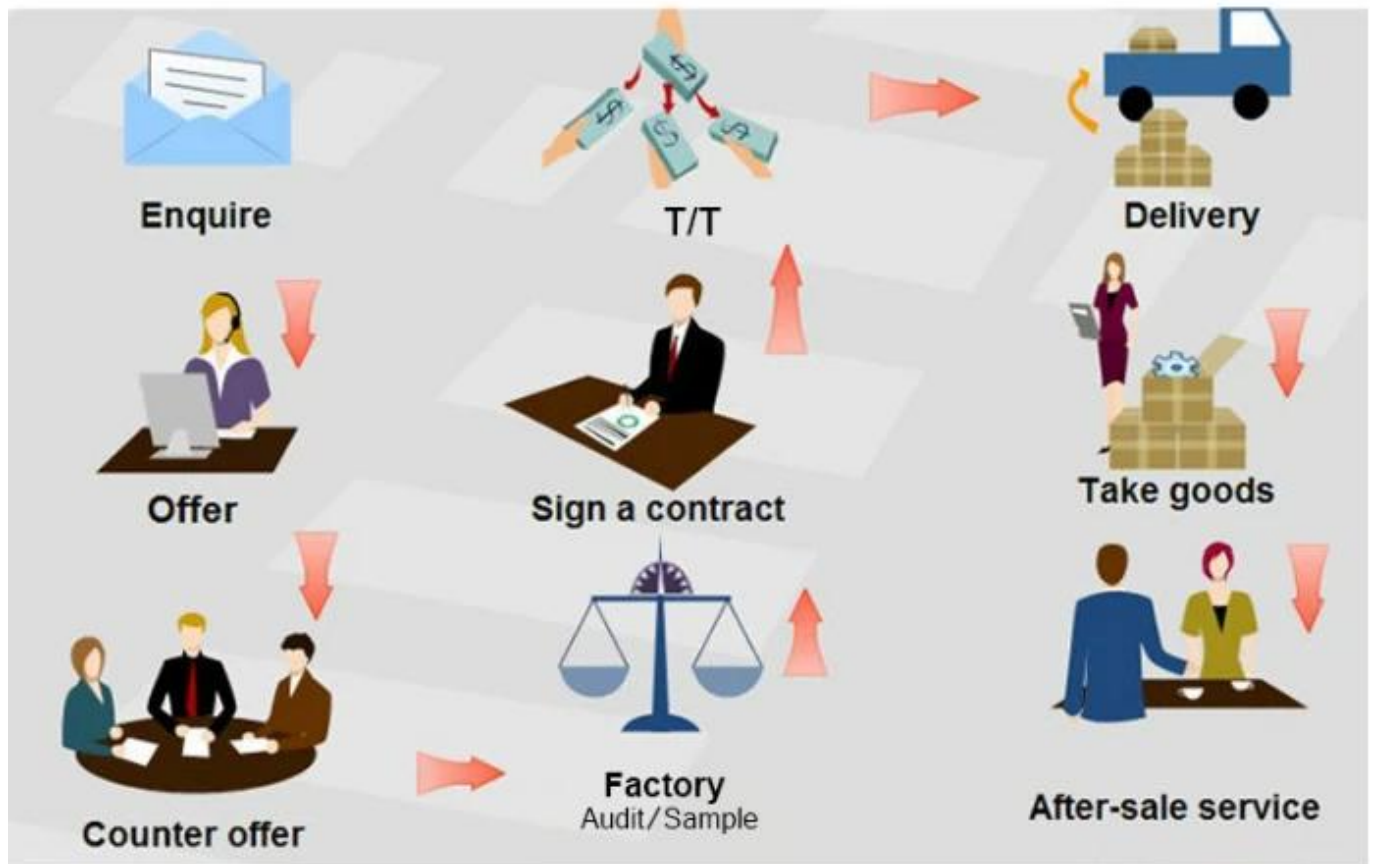 Enquire
T/T
Delivery
Offer
Sign a contract
Take goods
Counter offer
Factory
Audit/Sample
After-sale service